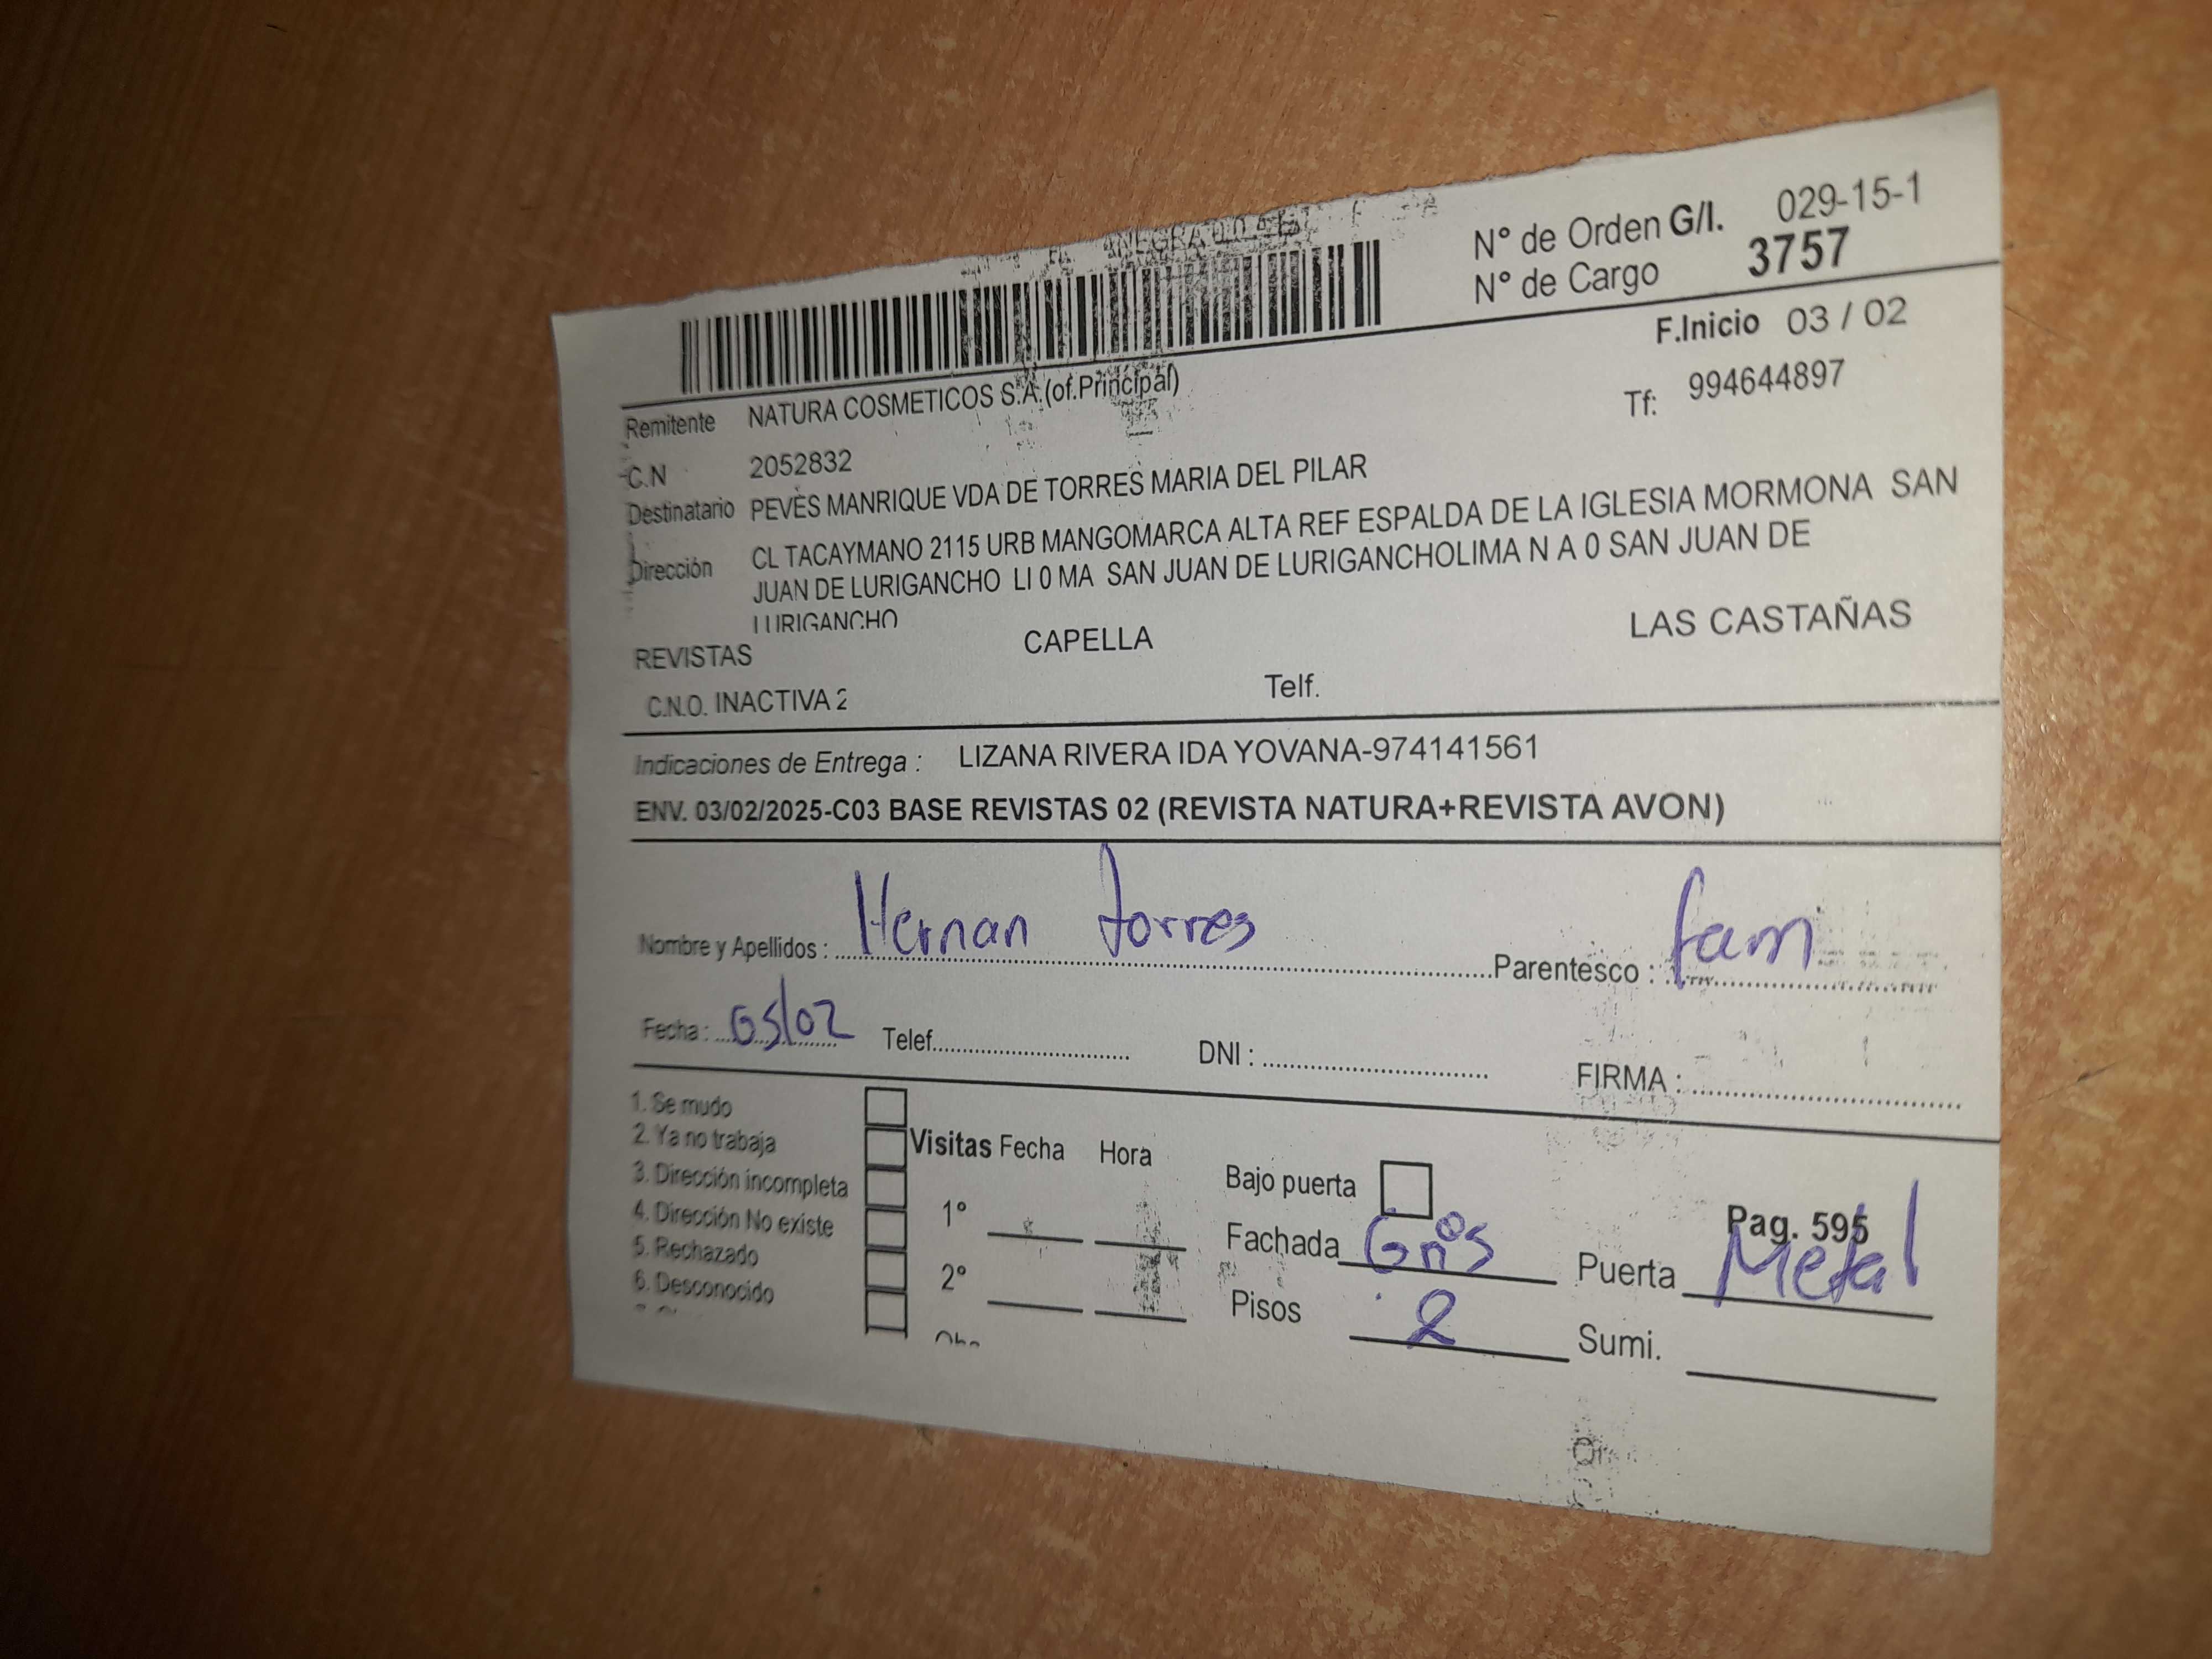 N° de Orden G/I. 029-15-1
N° de Cargo 3757
F.Inicio 03 / 02
Remitente NATURA COSMETICOS S.A.(of.Principal)
Tf: 994644897
C.N 2052832
Destinatario PEVES MANRIQUE VDA DE TORRES MARIA DEL PILAR
Dirección CL TACAYMANO 2115 URB MANGOMARCA ALTA REF ESPALDA DE LA IGLESIA MORMONA SAN
JUAN DE LURIGANCHO LI 0 MA SAN JUAN DE LURIGANCHOLIMA N A 0 SAN JUAN DE
LURIGANCHO
REVISTAS CAPELLA LAS CASTAÑAS
C.N.O. INACTIVA 2 Telf.
Indicaciones de Entrega : LIZANA RIVERA IDA YOVANA-974141561
ENV. 03/02/2025-C03 BASE REVISTAS 02 (REVISTA NATURA+REVISTA AVON)
Nombre y Apellidos : Hernan torres Parentesco : fam
Fecha : 05/02 Telef. DNI : FIRMA :
1. Se mudo
2. Ya no trabaja
3. Dirección incompleta
4. Dirección No existe
5. Rechazado
6. Desconocido
Visitas Fecha Hora
1°
2°
Bajo puerta
Pag. 595
Fachada Gris Puerta Metal
Pisos 2 Sumi.